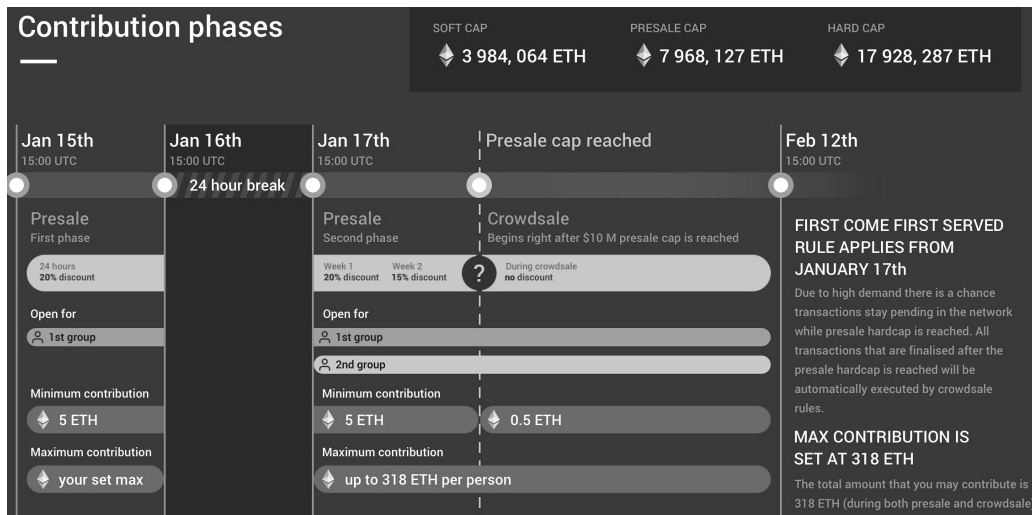 Contribution phases
SOFT CAP
3 984, 064 ETH
PRESALE CAP
7 968, 127 ETH
HARD CAP
17 928, 287 ETH
Jan 15th
15:00 UTC
Jan 16th
15:00 UTC
Jan 17th
15:00 UTC
Presale cap reached
Feb 12th
15:00 UTC
24 hour break
Presale
First phase
24 hours
20% discount
Open for
1st group
Minimum contribution
5 ETH
Maximum contribution
your set max
Presale
Second phase
Week 1
20% discount
Week 2
15% discount
?
Crowdsale
Begins right after $10 M presale cap is reached
During crowdsale
no discount
Open for
1st group
2nd group
Minimum contribution
5 ETH
0.5 ETH
Maximum contribution
up to 318 ETH per person
FIRST COME FIRST SERVED
RULE APPLIES FROM
JANUARY 17th
Due to high demand there is a chance
transactions stay pending in the network
while presale hardcap is reached. All
transactions that are finalised after the
presale hardcap is reached will be
automatically executed by crowdsale
rules.
MAX CONTRIBUTION IS
SET AT 318 ETH
The total amount that you may contribute is
318 ETH (during both presale and crowdsale)